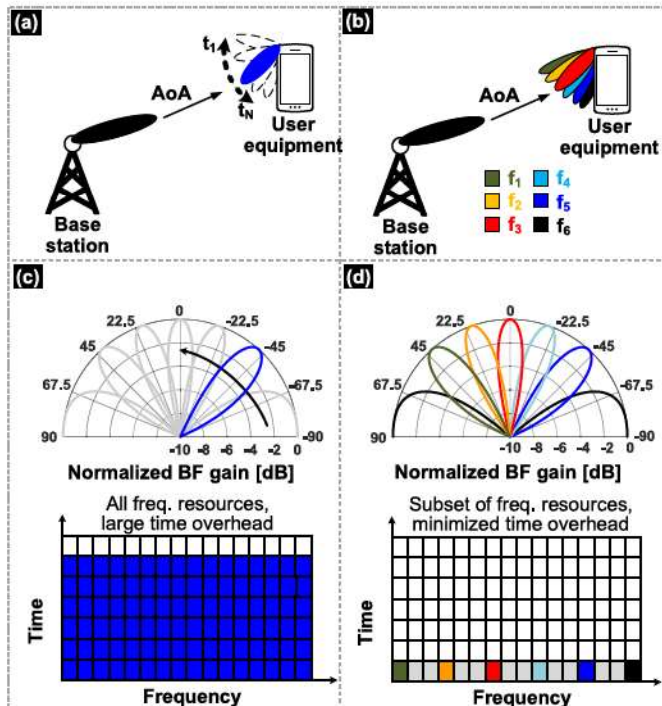 (a)
t1
tN
AoA
User
equipment
Base
station
(b)
AoA
User
equipment
f1 f4
f2 f5
f3 f6
Base
station
(c)
0
22.5 -22.5
45 -45
67.5 -67.5
90 -90
-10 -8 -6 -4 -2 0
Normalized BF gain [dB]
All freq. resources,
large time overhead
Time
Frequency
(d)
0
22.5 -22.5
45 -45
67.5 -67.5
90 -90
-10 -8 -6 -4 -2 0
Normalized BF gain [dB]
Subset of freq. resources,
minimized time overhead
Time
Frequency